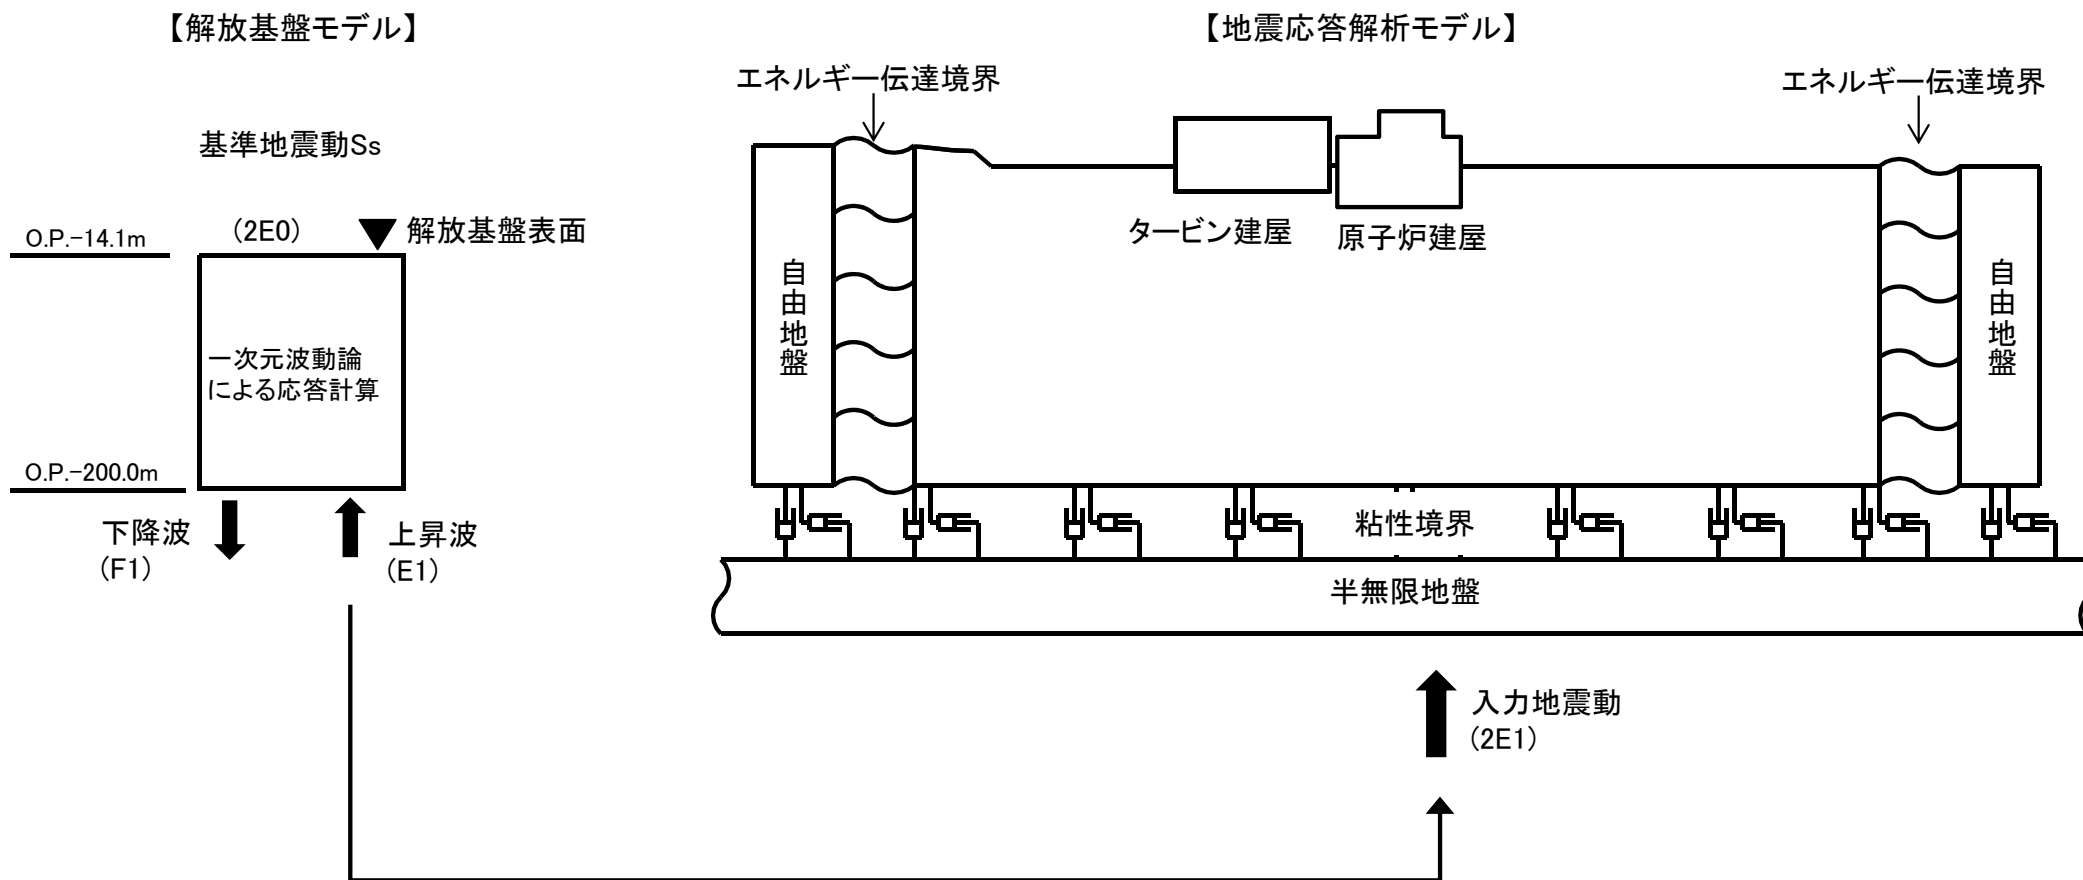 【解放基盤モデル】
基準地震動Ss
O.P.-14.1m
(2E0)
解放基盤表面
一次元波動論
による応答計算
O.P.-200.0m
下降波
(F1)
上昇波
(E1)
【地震応答解析モデル】
エネルギー伝達境界
エネルギー伝達境界
タービン建屋
原子炉建屋
自由地盤
自由地盤
粘性境界
半無限地盤
入力地震動
(2E1)